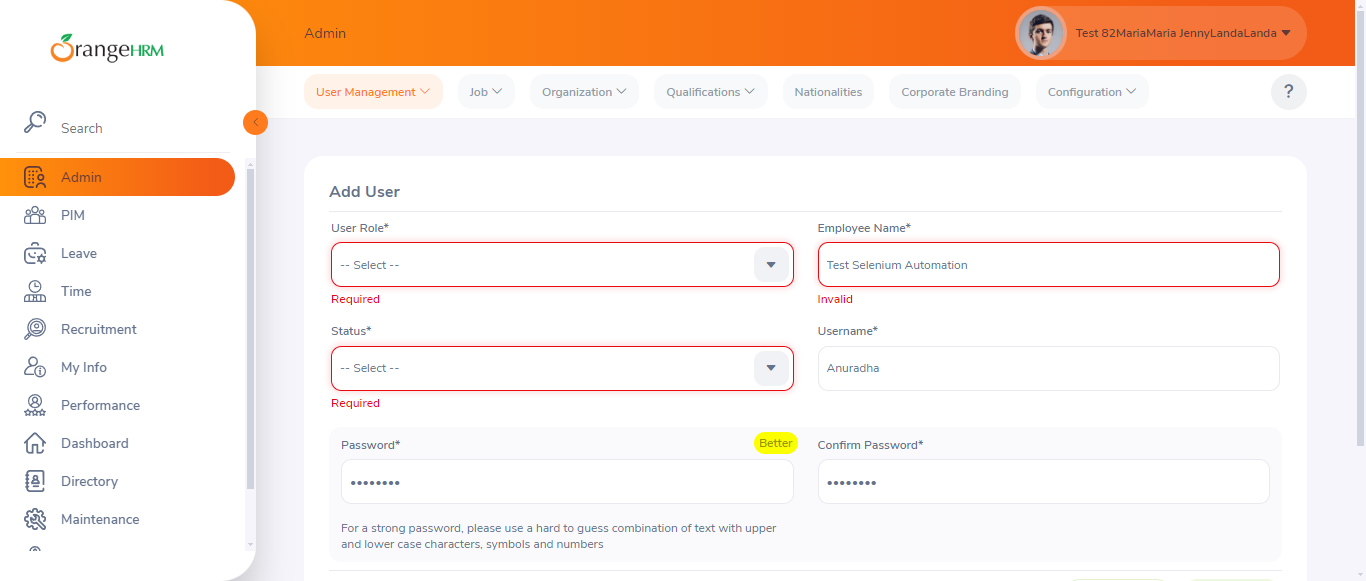 OrangeHRM
Admin
Test 82MariaMaria JennyLandaLanda
User Management
Job
Organization
Qualifications
Nationalities
Corporate Branding
Configuration
?
Search
Admin
PIM
Leave
Time
Recruitment
My Info
Performance
Dashboard
Directory
Maintenance
Add User
User Role*
Employee Name*
-- Select --
Test Selenium Automation
Required
Invalid
Status*
Username*
-- Select --
Anuradha
Required
Password*
Better
Confirm Password*
••••••••
••••••••
For a strong password, please use a hard to guess combination of text with upper
and lower case characters, symbols and numbers